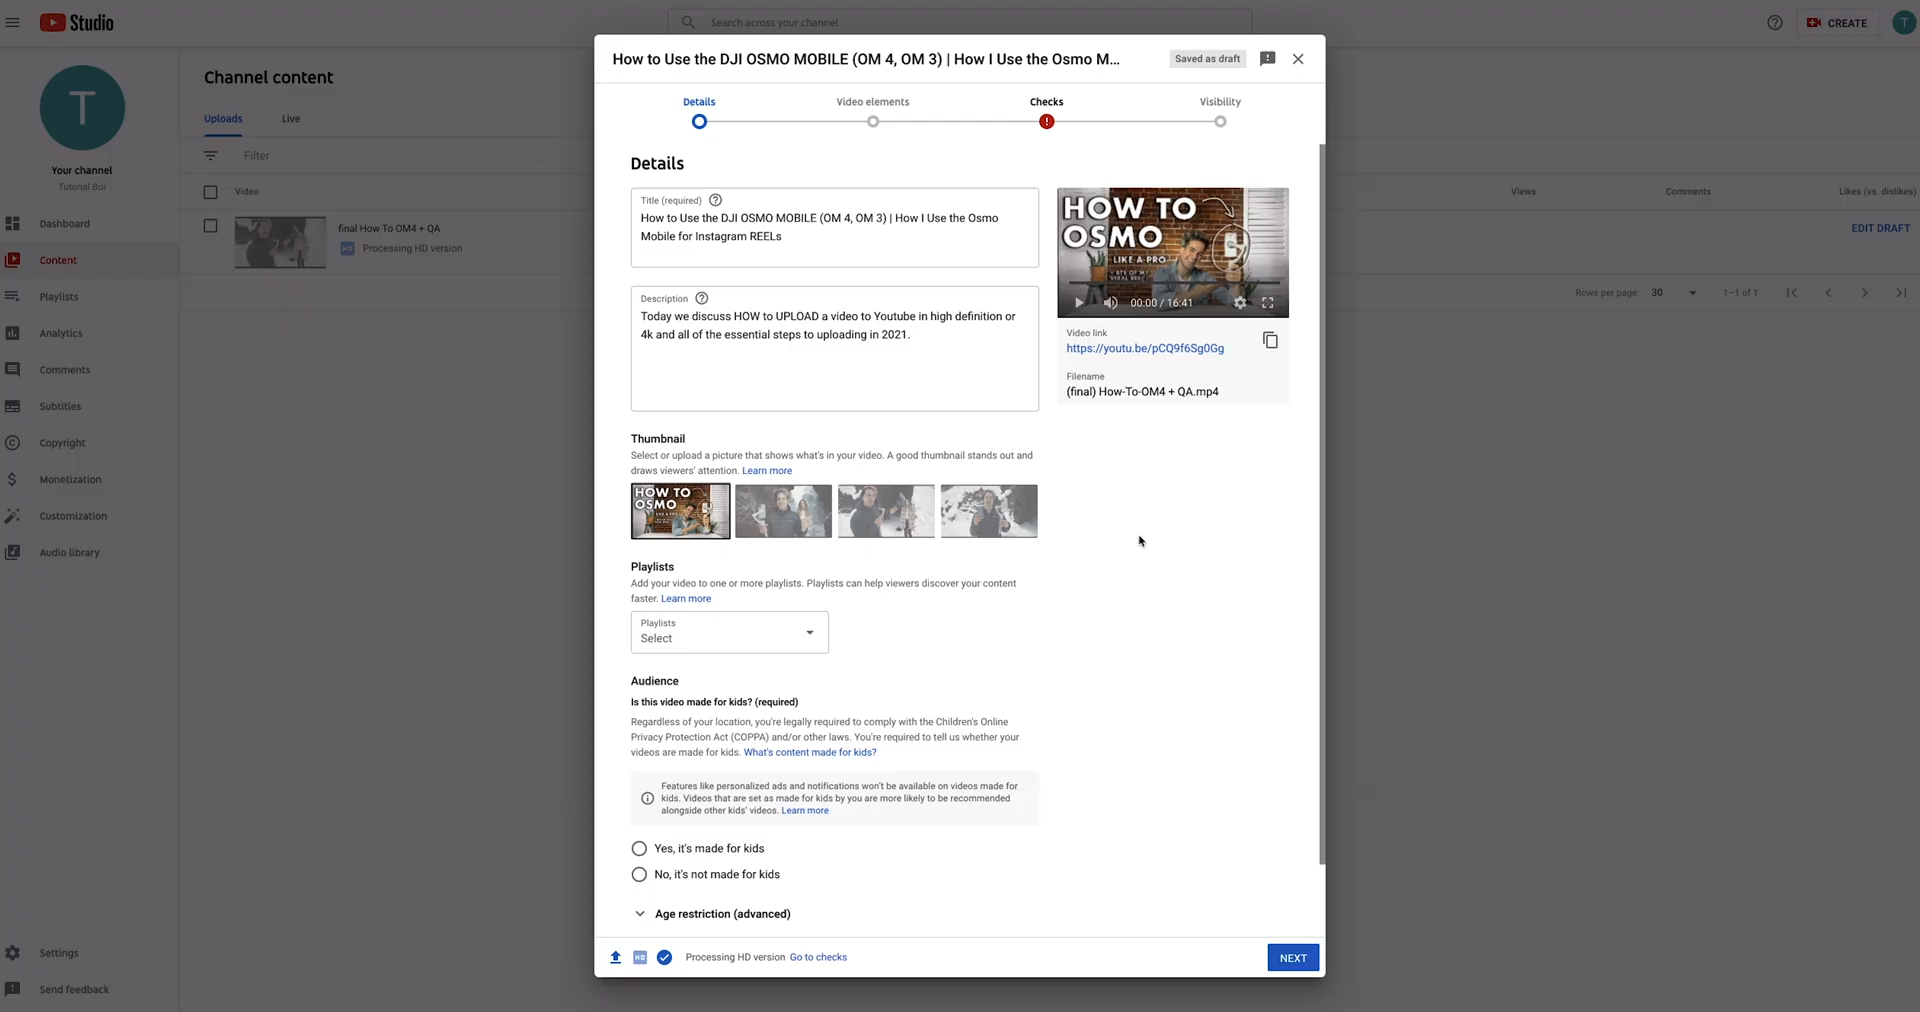 Studio
Search across your channel
CREATE
T
T
Your channel
Tutorial Boi
Dashboard
Content
Playlists
Analytics
Comments
Subtitles
Copyright
Monetization
Customization
Audio library
Settings
Send feedback
Channel content
Uploads
Live
Filter
Video
Views
Comments
Likes (vs. dislikes)
final How To OM4 + QA
HD Processing HD version
EDIT DRAFT
Rows per page: 30
1–1 of 1
How to Use the DJI OSMO MOBILE (OM 4, OM 3) | How I Use the Osmo M...
Saved as draft
Details
Video elements
Checks
Visibility
Details
Title (required)
How to Use the DJI OSMO MOBILE (OM 4, OM 3) | How I Use the Osmo
Mobile for Instagram REELs
Description
Today we discuss HOW to UPLOAD a video to Youtube in high definition or
4k and all of the essential steps to uploading in 2021.
HOW TO
OSMO
LIKE A PRO
+ BTS OF MY
VIRAL REEL
00:00 / 16:41
Video link
https://youtu.be/pCQ9f6Sg0Gg
Filename
(final) How-To-OM4 + QA.mp4
Thumbnail
Select or upload a picture that shows what's in your video. A good thumbnail stands out and
draws viewers' attention. Learn more
HOW TO
OSMO
LIKE A PRO
Playlists
Add your video to one or more playlists. Playlists can help viewers discover your content
faster. Learn more
Playlists
Select
Audience
Is this video made for kids? (required)
Regardless of your location, you're legally required to comply with the Children's Online
Privacy Protection Act (COPPA) and/or other laws. You're required to tell us whether your
videos are made for kids. What's content made for kids?
Features like personalized ads and notifications won't be available on videos made for
kids. Videos that are set as made for kids by you are more likely to be recommended
alongside other kids' videos. Learn more
Yes, it's made for kids
No, it's not made for kids
Age restriction (advanced)
HD
Processing HD version Go to checks
NEXT